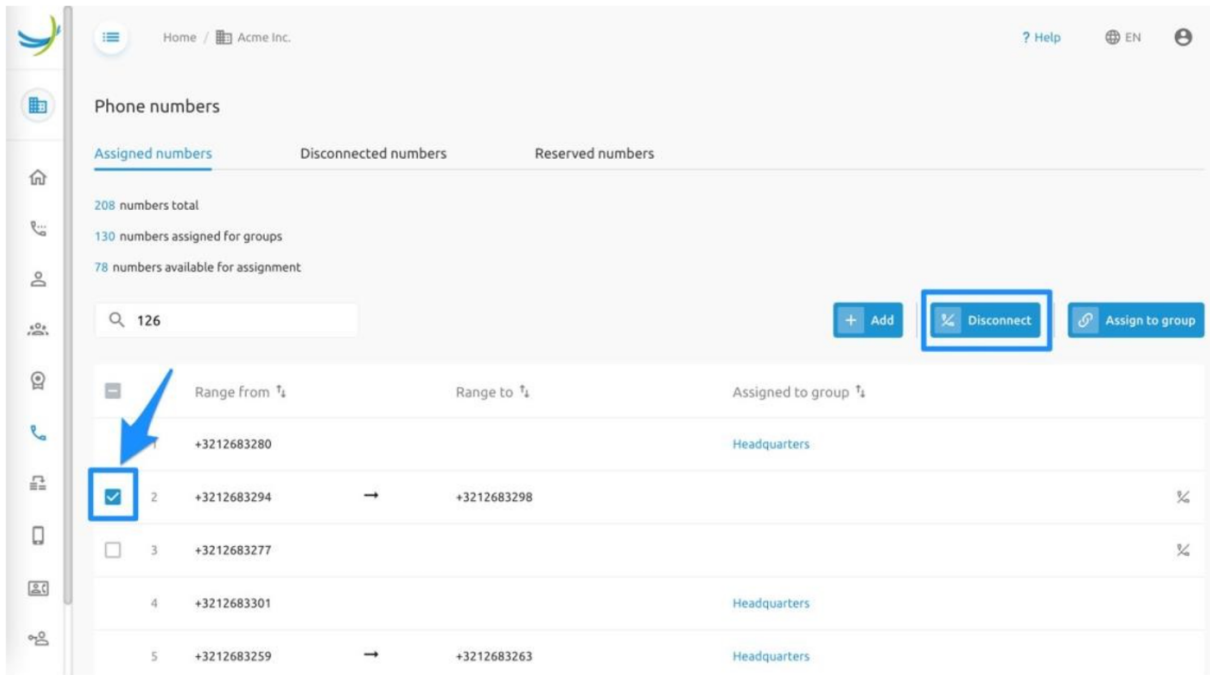 Home / Acme Inc.
? Help
EN
Phone numbers
Assigned numbers
Disconnected numbers
Reserved numbers
208 numbers total
130 numbers assigned for groups
78 numbers available for assignment
126
+ Add
Disconnect
Assign to group
Range from
Range to
Assigned to group
1 +3212683280 Headquarters
2 +3212683294 → +3212683298
3 +3212683277
4 +3212683301 Headquarters
5 +3212683259 → +3212683263 Headquarters